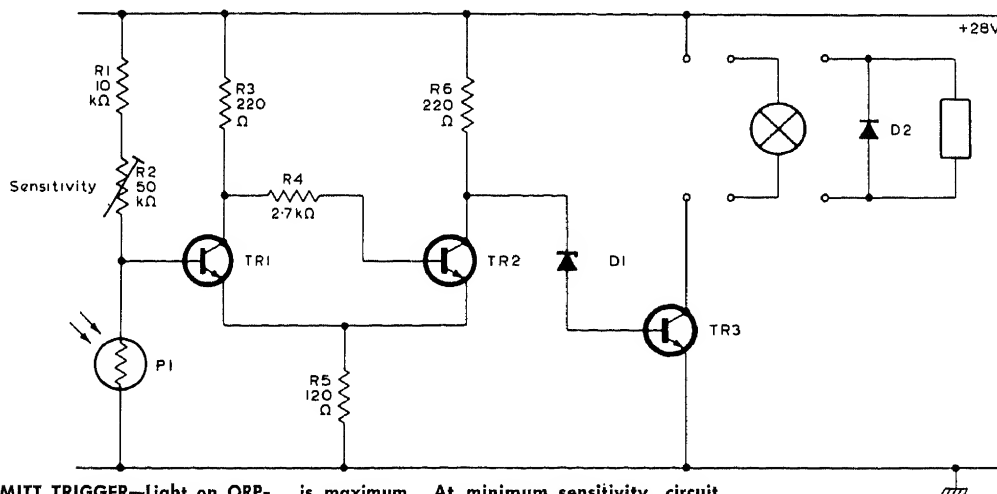 +28V
R1
10
kΩ
R3
220
Ω
R6
220
Ω
D2
Sensitivity
R2
50
kΩ
R4
2·7kΩ
TR1
TR2
D1
TR3
P1
R5
120
Ω
MITT TRIGGER—Light on ORP- is maximum. At minimum sensitivity, circuit